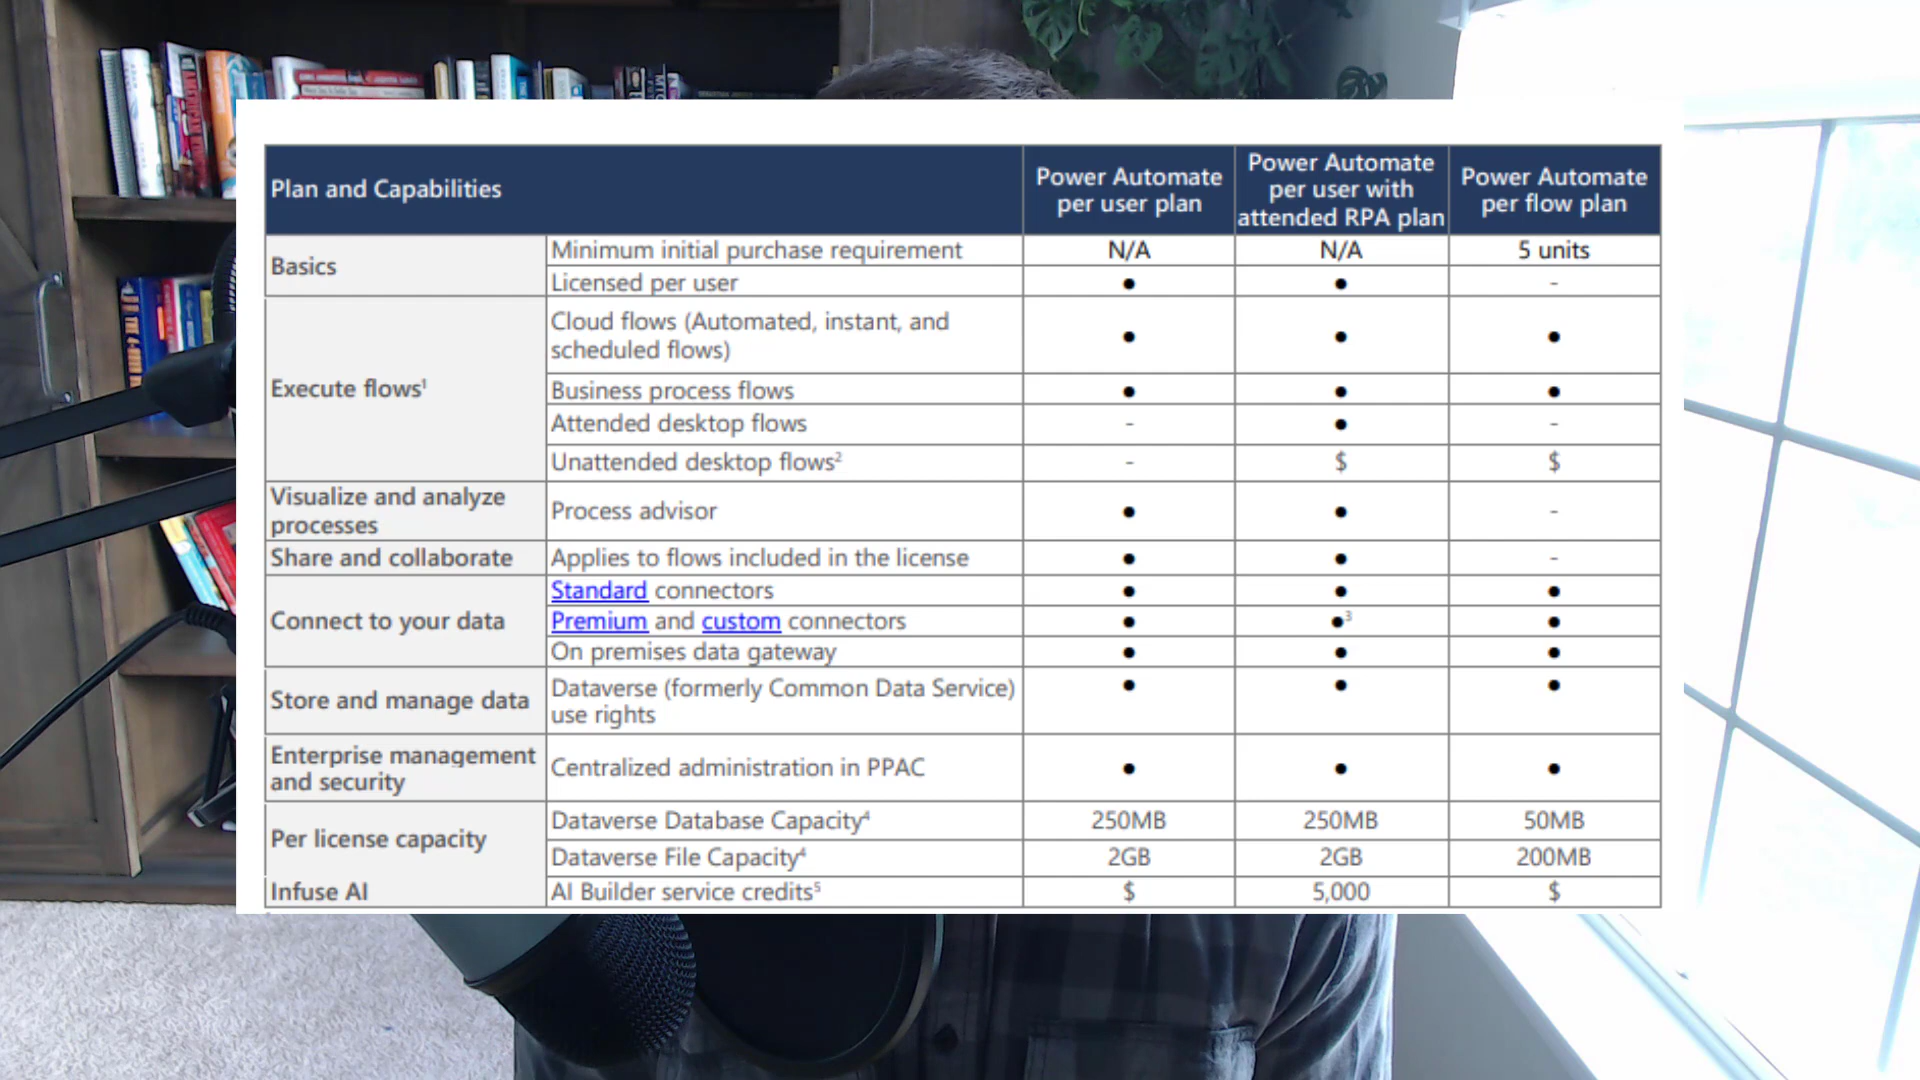 Plan and Capabilities
Power Automate
per user plan
Power Automate
per user with
attended RPA plan
Power Automate
per flow plan
Basics
Minimum initial purchase requirement
N/A
N/A
5 units
Licensed per user
●
●
-
Execute flows¹
Cloud flows (Automated, instant, and
scheduled flows)
●
●
●
Business process flows
●
●
●
Attended desktop flows
-
●
-
Unattended desktop flows²
-
$
$
Visualize and analyze
processes
Process advisor
●
●
-
Share and collaborate
Applies to flows included in the license
●
●
-
Connect to your data
Standard connectors
●
●
●
Premium and custom connectors
●
●³
●
On premises data gateway
●
●
●
Store and manage data
Dataverse (formerly Common Data Service)
use rights
●
●
●
Enterprise management
and security
Centralized administration in PPAC
●
●
●
Per license capacity
Dataverse Database Capacity⁴
250MB
250MB
50MB
Dataverse File Capacity⁴
2GB
2GB
200MB
Infuse AI
AI Builder service credits⁵
$
5,000
$